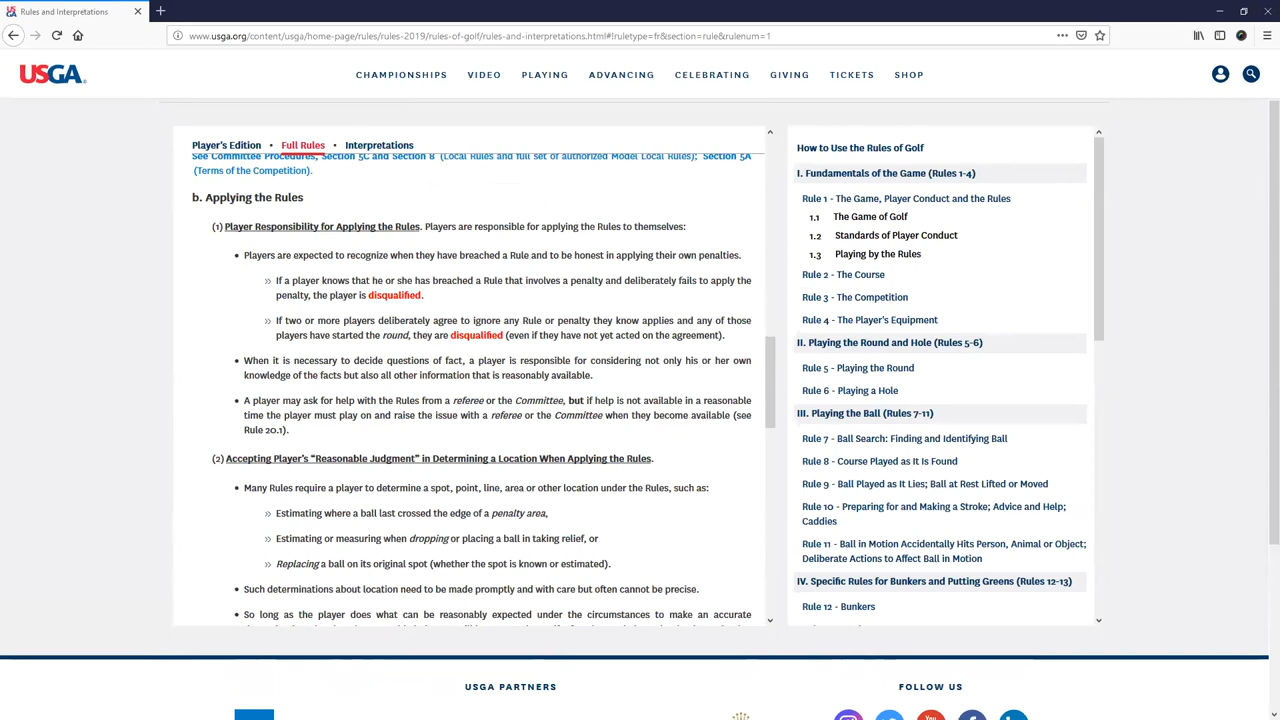 Rules and Interpretations
www.usga.org/content/usga/home-page/rules/rules-2019/rules-of-golf/rules-and-interpretations.html#!ruletype=fr&section=rule&rulenum=1
USGA
CHAMPIONSHIPS VIDEO PLAYING ADVANCING CELEBRATING GIVING TICKETS SHOP
Player's Edition • Full Rules • Interpretations
See Committee Procedures, Section 5C and Section 8 (Local Rules and full set of authorized Model Local Rules); Section 5A
(Terms of the Competition).
b. Applying the Rules
(1) Player Responsibility for Applying the Rules. Players are responsible for applying the Rules to themselves:
• Players are expected to recognize when they have breached a Rule and to be honest in applying their own penalties.
» If a player knows that he or she has breached a Rule that involves a penalty and deliberately fails to apply the
penalty, the player is disqualified.
» If two or more players deliberately agree to ignore any Rule or penalty they know applies and any of those
players have started the round, they are disqualified (even if they have not yet acted on the agreement).
• When it is necessary to decide questions of fact, a player is responsible for considering not only his or her own
knowledge of the facts but also all other information that is reasonably available.
• A player may ask for help with the Rules from a referee or the Committee, but if help is not available in a reasonable
time the player must play on and raise the issue with a referee or the Committee when they become available (see
Rule 20.1).
(2) Accepting Player's “Reasonable Judgment” in Determining a Location When Applying the Rules.
• Many Rules require a player to determine a spot, point, line, area or other location under the Rules, such as:
» Estimating where a ball last crossed the edge of a penalty area,
» Estimating or measuring when dropping or placing a ball in taking relief, or
» Replacing a ball on its original spot (whether the spot is known or estimated).
• Such determinations about location need to be made promptly and with care but often cannot be precise.
• So long as the player does what can be reasonably expected under the circumstances to make an accurate
How to Use the Rules of Golf
I. Fundamentals of the Game (Rules 1-4)
Rule 1 - The Game, Player Conduct and the Rules
1.1 The Game of Golf
1.2 Standards of Player Conduct
1.3 Playing by the Rules
Rule 2 - The Course
Rule 3 - The Competition
Rule 4 - The Player's Equipment
II. Playing the Round and Hole (Rules 5-6)
Rule 5 - Playing the Round
Rule 6 - Playing a Hole
III. Playing the Ball (Rules 7-11)
Rule 7 - Ball Search: Finding and Identifying Ball
Rule 8 - Course Played as It Is Found
Rule 9 - Ball Played as It Lies; Ball at Rest Lifted or Moved
Rule 10 - Preparing for and Making a Stroke; Advice and Help;
Caddies
Rule 11 - Ball in Motion Accidentally Hits Person, Animal or Object;
Deliberate Actions to Affect Ball in Motion
IV. Specific Rules for Bunkers and Putting Greens (Rules 12-13)
Rule 12 - Bunkers
USGA PARTNERS
FOLLOW US